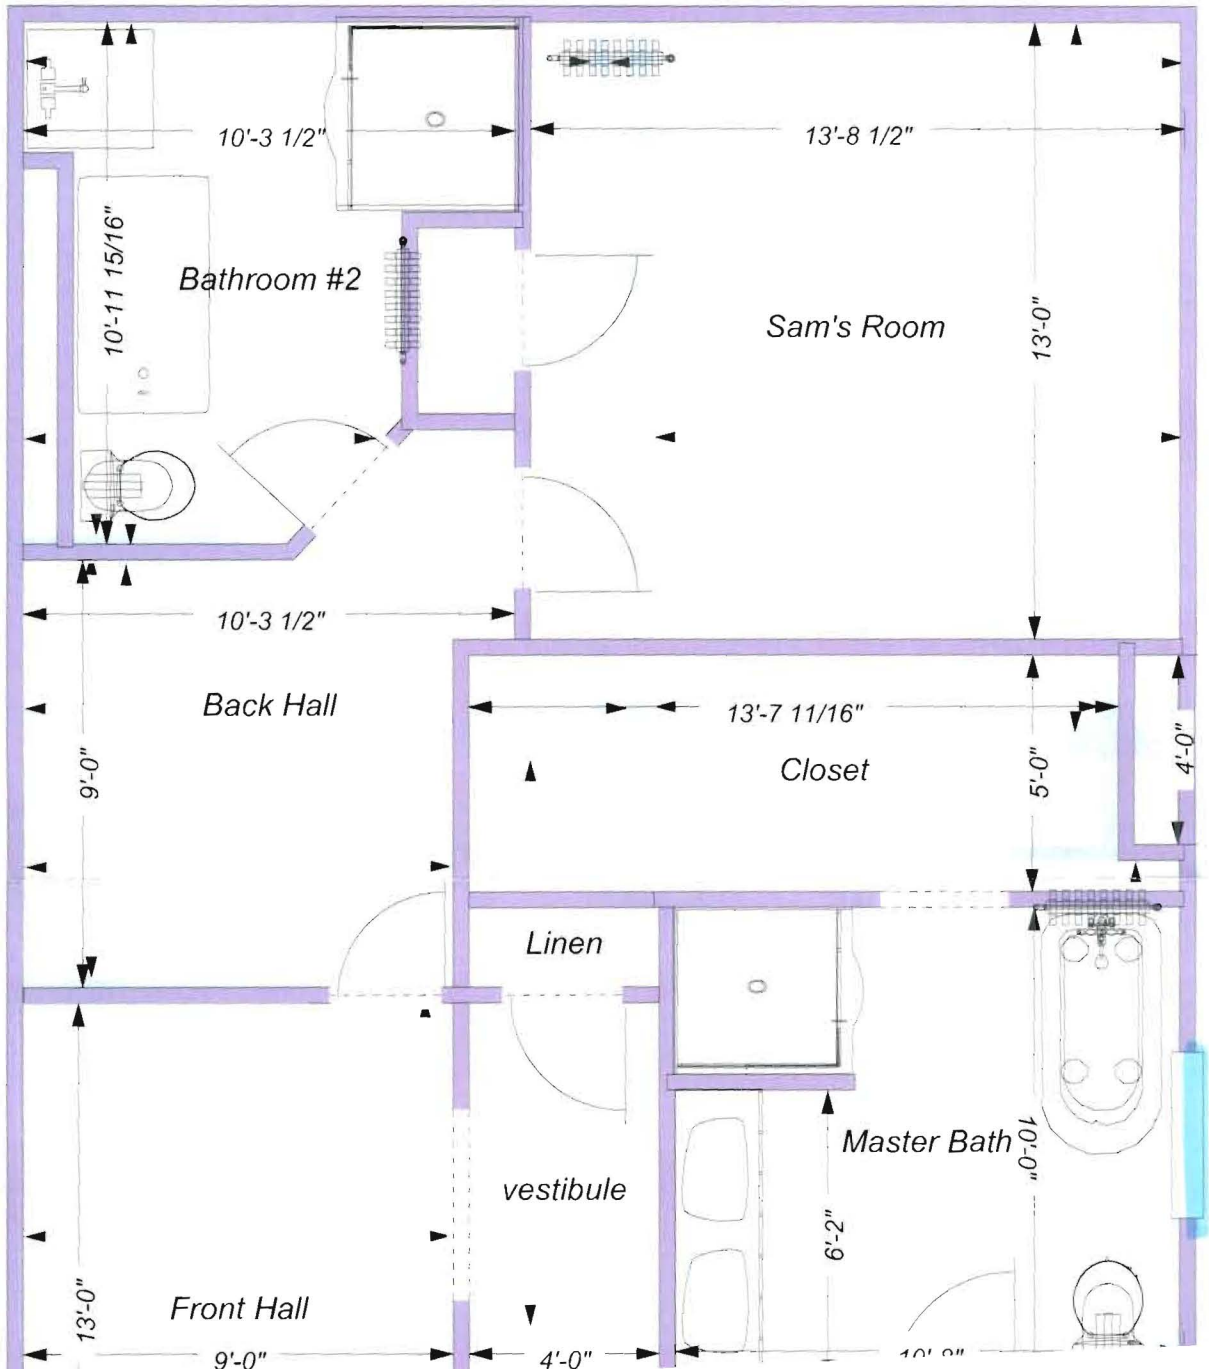 10'-3 1/2"
13'-8 1/2"
10'-11 15/16"
Bathroom #2
Sam's Room
13'-0"
10'-3 1/2"
Back Hall
13'-7 11/16"
Closet
9'-0"
5'-0"
4'-0"
Linen
Master Bath
10'-0"
vestibule
6'-2"
Front Hall
13'-0"
9'-0"
4'-0"
10'-8"